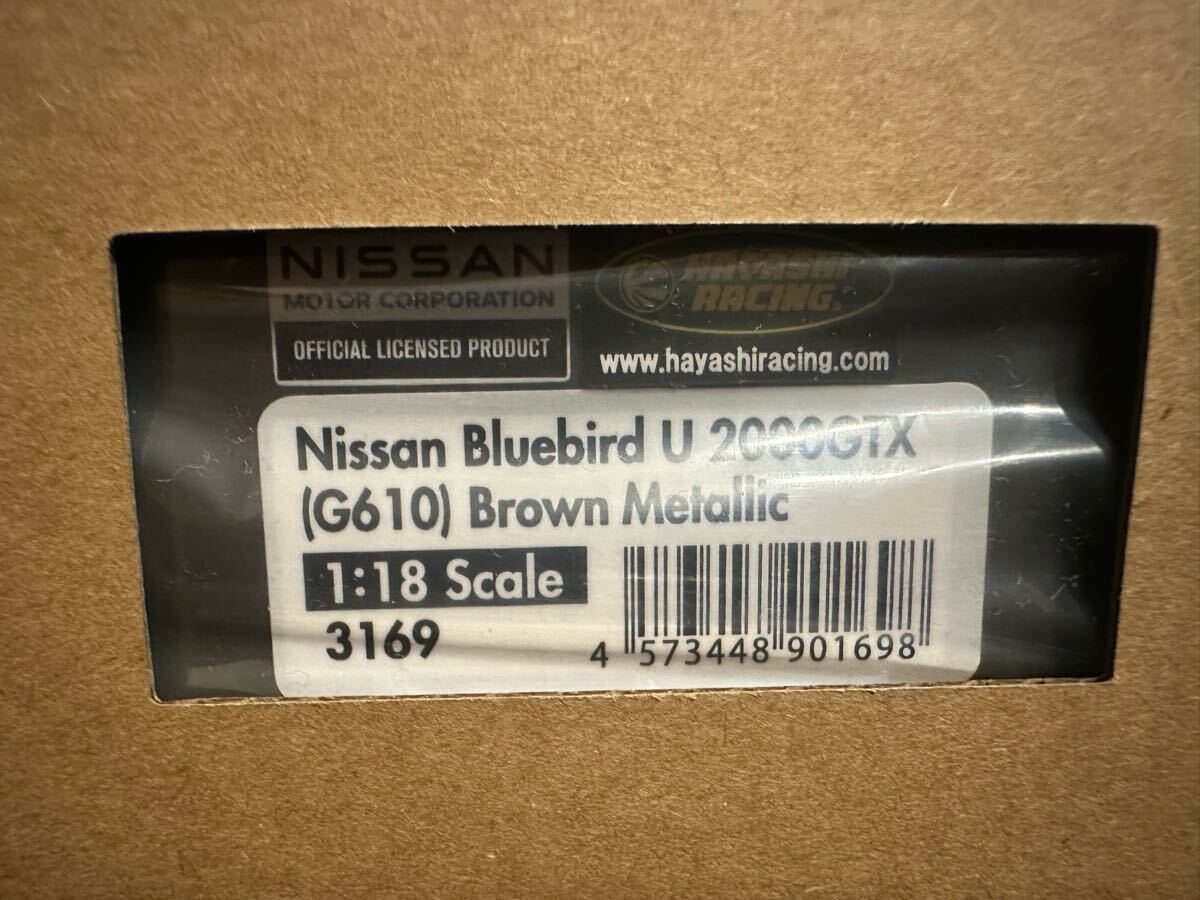 NISSAN
MOTOR CORPORATION
OFFICIAL LICENSED PRODUCT
HAYASHI
RACING.
www.hayashiracing.com
Nissan Bluebird U 2000GTX
(G610) Brown Metallic
1:18 Scale
3169
4 573448 901698